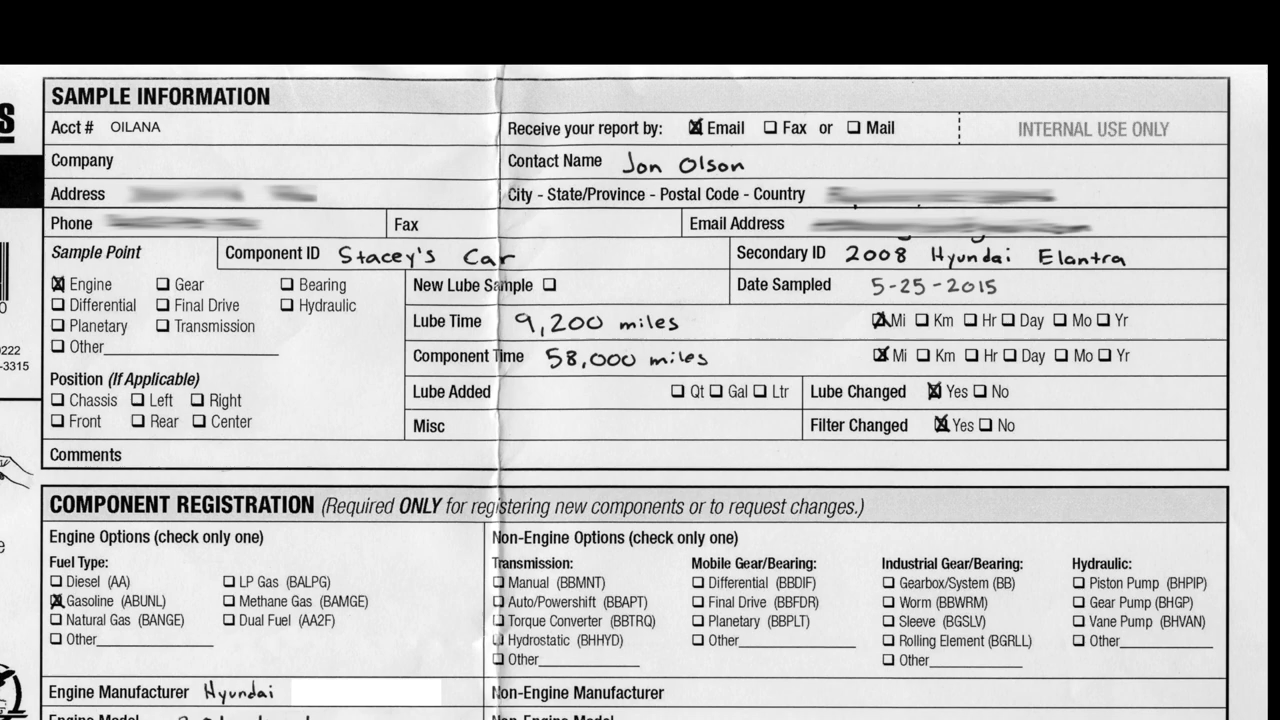 S
SAMPLE INFORMATION
Acct # OILANA
Receive your report by: ☒ Email ☐ Fax or ☐ Mail
INTERNAL USE ONLY
Company
Contact Name Jon Olson
Address
City - State/Province - Postal Code - Country
Phone
Fax
Email Address
Sample Point
Component ID Stacey's Car
Secondary ID 2008 Hyundai Elantra
☒ Engine ☐ Gear ☐ Bearing
☐ Differential ☐ Final Drive ☐ Hydraulic
☐ Planetary ☐ Transmission
☐ Other
New Lube Sample ☐
Date Sampled 5-25-2015
Lube Time 9,200 miles ☒ Mi ☐ Km ☐ Hr ☐ Day ☐ Mo ☐ Yr
Component Time 58,000 miles ☒ Mi ☐ Km ☐ Hr ☐ Day ☐ Mo ☐ Yr
0
0222
-3315
Position (If Applicable)
☐ Chassis ☐ Left ☐ Right
☐ Front ☐ Rear ☐ Center
Lube Added ☐ Qt ☐ Gal ☐ Ltr
Lube Changed ☒ Yes ☐ No
Misc
Filter Changed ☒ Yes ☐ No
Comments
COMPONENT REGISTRATION (Required ONLY for registering new components or to request changes.)
e
Engine Options (check only one)
Fuel Type:
☐ Diesel (AA) ☐ LP Gas (BALPG)
☒ Gasoline (ABUNL) ☐ Methane Gas (BAMGE)
☐ Natural Gas (BANGE) ☐ Dual Fuel (AA2F)
☐ Other
Non-Engine Options (check only one)
Transmission:
☐ Manual (BBMNT)
☐ Auto/Powershift (BBAPT)
☐ Torque Converter (BBTRQ)
☐ Hydrostatic (BHHYD)
☐ Other
Mobile Gear/Bearing:
☐ Differential (BBDIF)
☐ Final Drive (BBFDR)
☐ Planetary (BBPLT)
☐ Other
Industrial Gear/Bearing:
☐ Gearbox/System (BB)
☐ Worm (BBWRM)
☐ Sleeve (BGSLV)
☐ Rolling Element (BGRLL)
☐ Other
Hydraulic:
☐ Piston Pump (BHPIP)
☐ Gear Pump (BHGP)
☐ Vane Pump (BHVAN)
☐ Other
Engine Manufacturer Hyundai
Non-Engine Manufacturer
Engine Model
Non-Engine Model